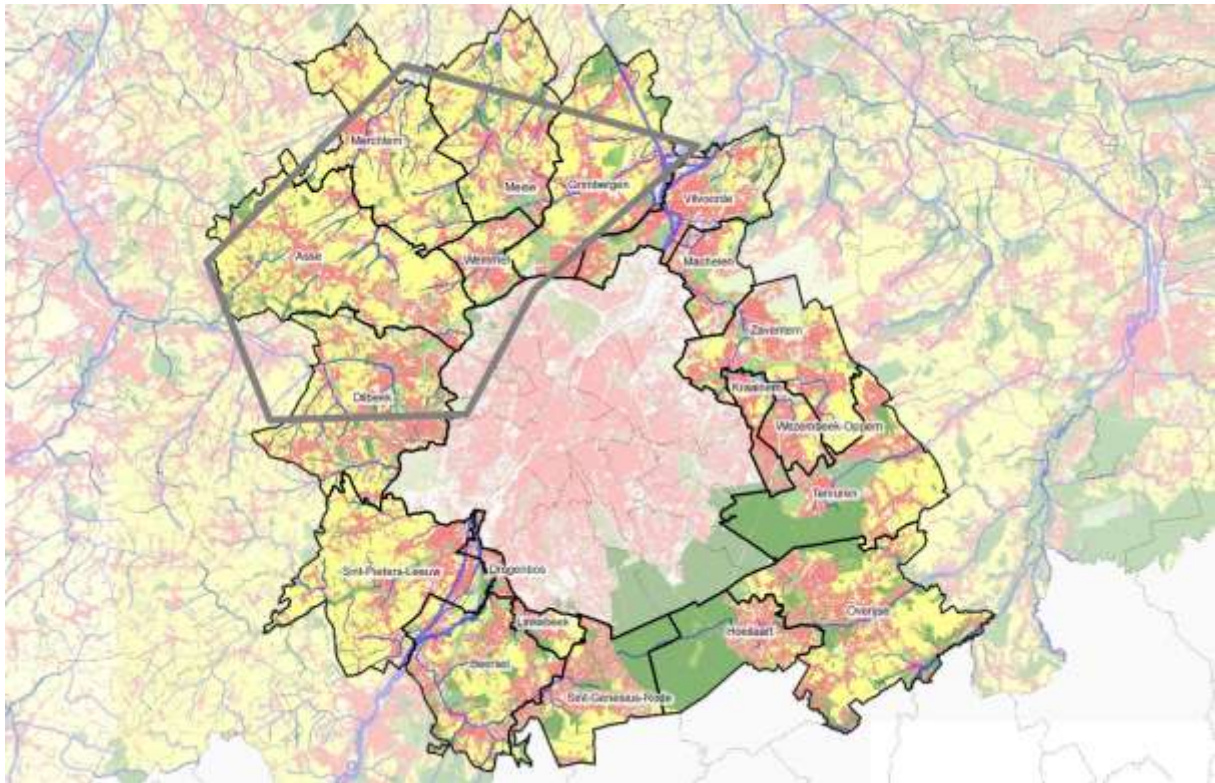 Merchtem
Meise
Grimbergen
Vilvoorde
Asse
Wemmel
Machelen
Zaventem
Dilbeek
Kraainem
Wezembeek-Oppem
Tervuren
Sint-Pieters-Leeuw
Drogenbos
Overijse
Linkebeek
Hoeilaart
Beersel
Sint-Genesius-Rode